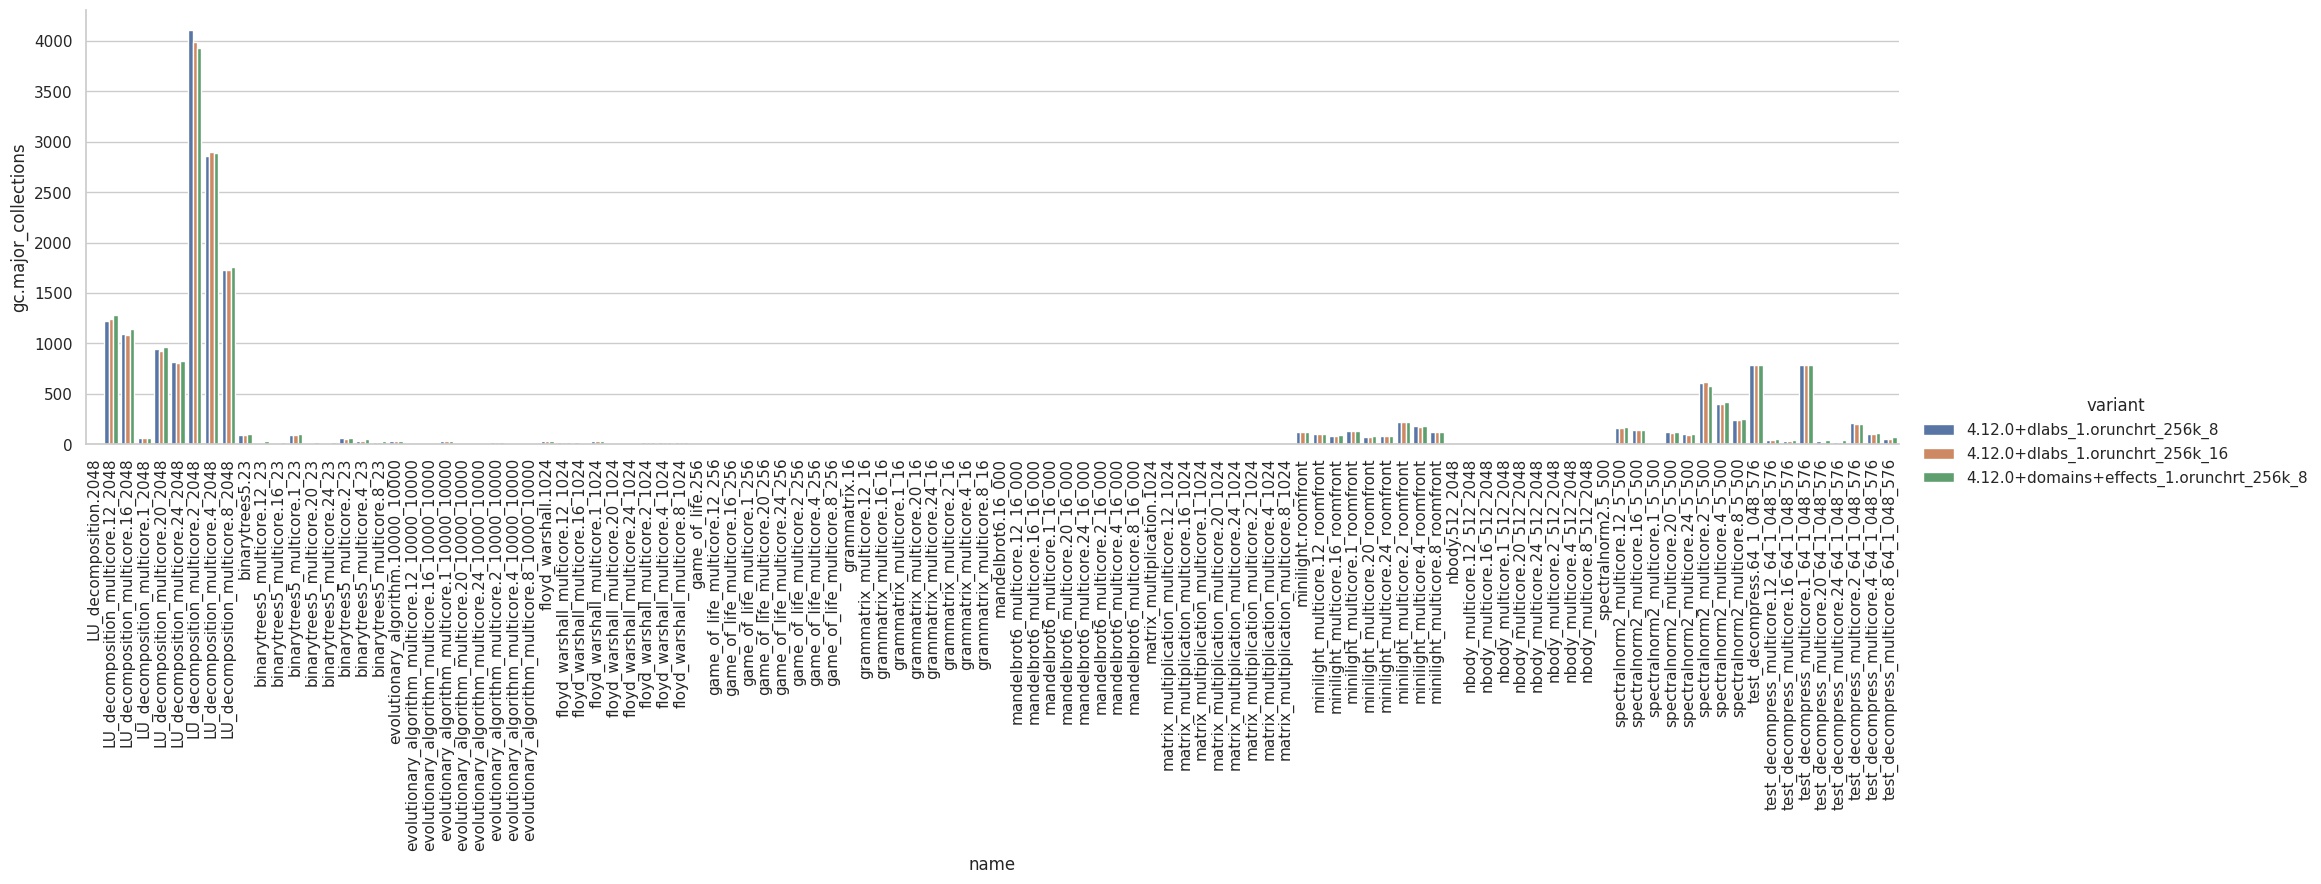 gc.major_collections
4000
3500
3000
2500
2000
1500
1000
500
0
LU_decomposition.2048
LU_decomposition_multicore.12_2048
LU_decomposition_multicore.16_2048
LU_decomposition_multicore.1_2048
LU_decomposition_multicore.20_2048
LU_decomposition_multicore.24_2048
LU_decomposition_multicore.2_2048
LU_decomposition_multicore.4_2048
LU_decomposition_multicore.8_2048
binarytrees5.23
binarytrees5_multicore.12_23
binarytrees5_multicore.16_23
binarytrees5_multicore.1_23
binarytrees5_multicore.20_23
binarytrees5_multicore.24_23
binarytrees5_multicore.2_23
binarytrees5_multicore.4_23
binarytrees5_multicore.8_23
evolutionary_algorithm.10000_10000
evolutionary_algorithm_multicore.12_10000_10000
evolutionary_algorithm_multicore.16_10000_10000
evolutionary_algorithm_multicore.1_10000_10000
evolutionary_algorithm_multicore.20_10000_10000
evolutionary_algorithm_multicore.24_10000_10000
evolutionary_algorithm_multicore.2_10000_10000
evolutionary_algorithm_multicore.4_10000_10000
evolutionary_algorithm_multicore.8_10000_10000
floyd_warshall.1024
floyd_warshall_multicore.12_1024
floyd_warshall_multicore.16_1024
floyd_warshall_multicore.1_1024
floyd_warshall_multicore.20_1024
floyd_warshall_multicore.24_1024
floyd_warshall_multicore.2_1024
floyd_warshall_multicore.4_1024
floyd_warshall_multicore.8_1024
game_of_life.256
game_of_life_multicore.12_256
game_of_life_multicore.16_256
game_of_life_multicore.1_256
game_of_life_multicore.20_256
game_of_life_multicore.24_256
game_of_life_multicore.2_256
game_of_life_multicore.4_256
game_of_life_multicore.8_256
grammatrix.16
grammatrix_multicore.12_16
grammatrix_multicore.16_16
grammatrix_multicore.1_16
grammatrix_multicore.20_16
grammatrix_multicore.24_16
grammatrix_multicore.2_16
grammatrix_multicore.4_16
grammatrix_multicore.8_16
mandelbrot6.16_000
mandelbrot6_multicore.12_16_000
mandelbrot6_multicore.16_16_000
mandelbrot6_multicore.1_16_000
mandelbrot6_multicore.20_16_000
mandelbrot6_multicore.24_16_000
mandelbrot6_multicore.2_16_000
mandelbrot6_multicore.4_16_000
mandelbrot6_multicore.8_16_000
matrix_multiplication.1024
matrix_multiplication_multicore.12_1024
matrix_multiplication_multicore.16_1024
matrix_multiplication_multicore.1_1024
matrix_multiplication_multicore.20_1024
matrix_multiplication_multicore.24_1024
matrix_multiplication_multicore.2_1024
matrix_multiplication_multicore.4_1024
matrix_multiplication_multicore.8_1024
minilight.roomfront
minilight_multicore.12_roomfront
minilight_multicore.16_roomfront
minilight_multicore.1_roomfront
minilight_multicore.20_roomfront
minilight_multicore.24_roomfront
minilight_multicore.2_roomfront
minilight_multicore.4_roomfront
minilight_multicore.8_roomfront
nbody.512_2048
nbody_multicore.12_512_2048
nbody_multicore.16_512_2048
nbody_multicore.1_512_2048
nbody_multicore.20_512_2048
nbody_multicore.24_512_2048
nbody_multicore.2_512_2048
nbody_multicore.4_512_2048
nbody_multicore.8_512_2048
spectralnorm2.5_500
spectralnorm2_multicore.12_5_500
spectralnorm2_multicore.16_5_500
spectralnorm2_multicore.1_5_500
spectralnorm2_multicore.20_5_500
spectralnorm2_multicore.24_5_500
spectralnorm2_multicore.2_5_500
spectralnorm2_multicore.4_5_500
spectralnorm2_multicore.8_5_500
test_decompress.64_1_048_576
test_decompress_multicore.12_64_1_048_576
test_decompress_multicore.16_64_1_048_576
test_decompress_multicore.1_64_1_048_576
test_decompress_multicore.20_64_1_048_576
test_decompress_multicore.24_64_1_048_576
test_decompress_multicore.2_64_1_048_576
test_decompress_multicore.4_64_1_048_576
test_decompress_multicore.8_64_1_048_576
name
variant
4.12.0+dlabs_1.orunchrt_256k_8
4.12.0+dlabs_1.orunchrt_256k_16
4.12.0+domains+effects_1.orunchrt_256k_8